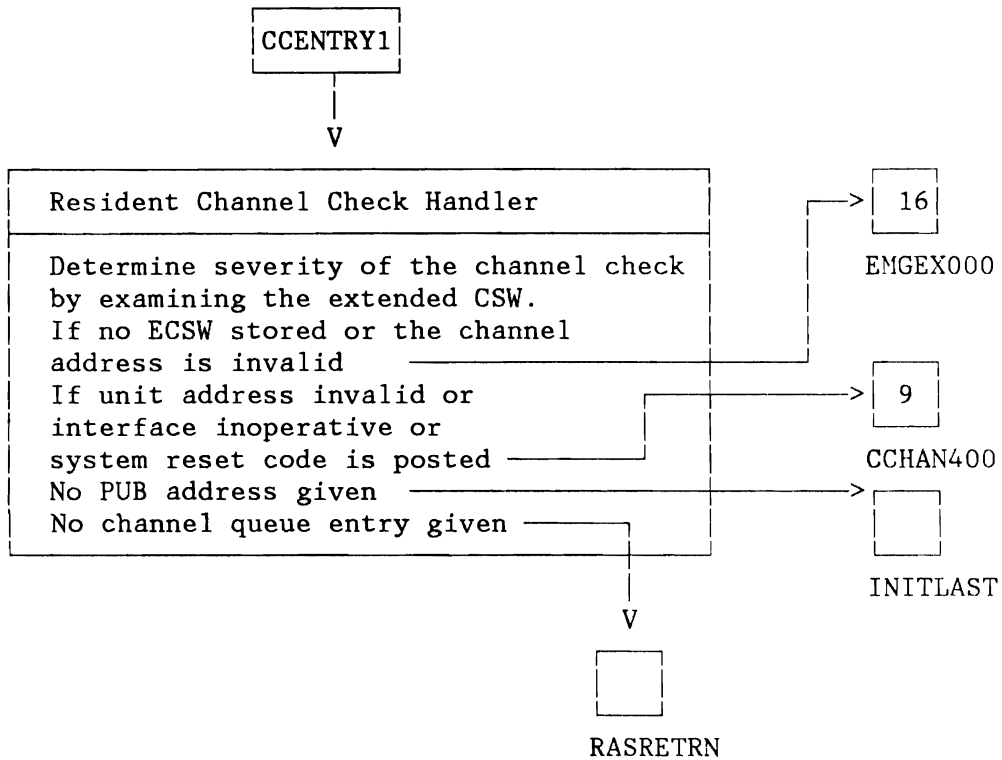 CCENTRY1
V
Resident Channel Check Handler
Determine severity of the channel check
by examining the extended CSW.
If no ECSW stored or the channel
address is invalid
If unit address invalid or
interface inoperative or
system reset code is posted
No PUB address given
No channel queue entry given
> 16
EMGEX000
> 9
CCHAN400
>
INITLAST
V
RASRETRN